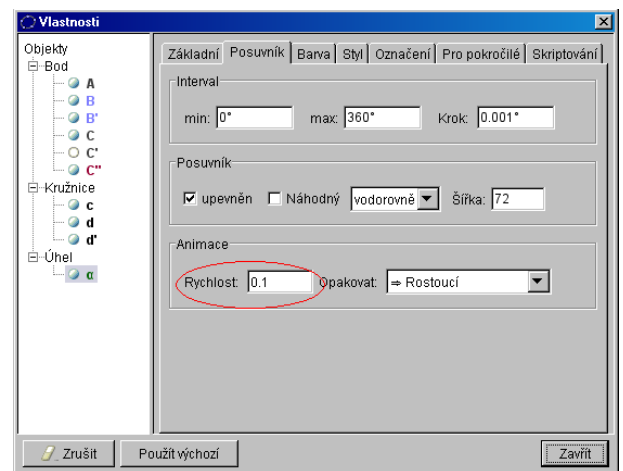 Vlastnosti
Objekty
Bod
A
B
B'
C
C'
C''
Kružnice
c
d
d'
Úhel
α
Základní Posuvník Barva Styl Označení Pro pokročilé Skriptování
Interval
min: 0° max: 360° Krok: 0.001°
Posuvník
upevněn Náhodný vodorovně Šířka: 72
Animace
Rychlost: 0.1 Opakovat: ⇒ Rostoucí
Zrušit Použít výchozí Zavřít